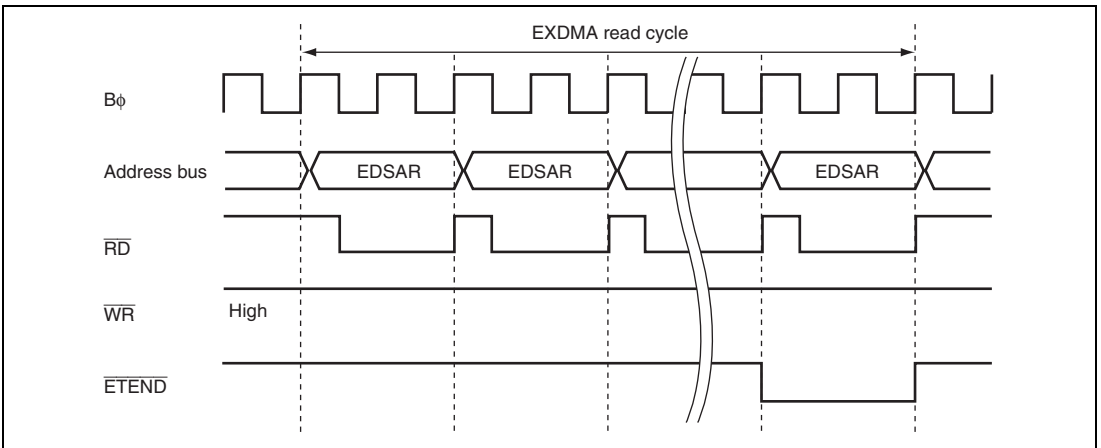 EXDMA read cycle
Bϕ
Address bus
EDSAR
EDSAR
EDSAR
RD
WR
High
ETEND